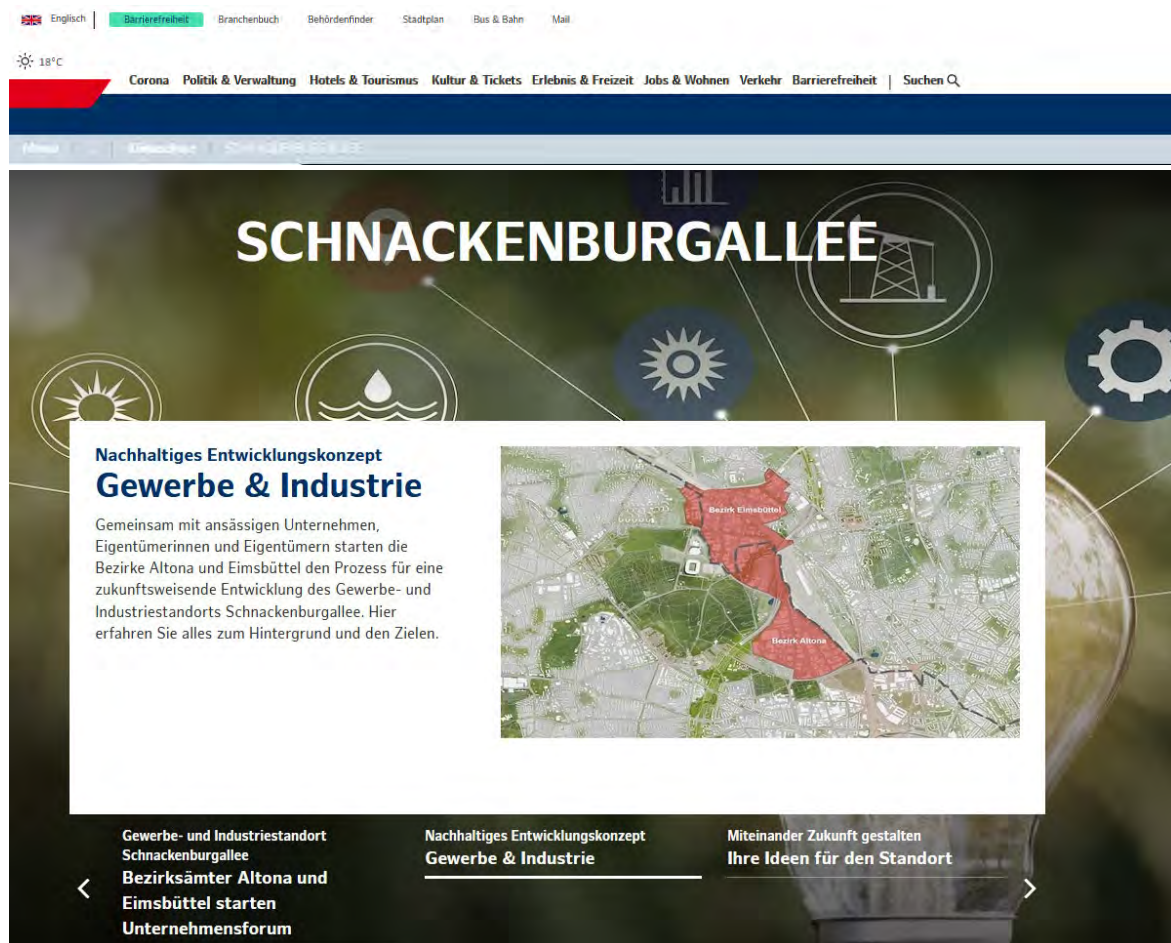 Englisch | Barrierefreiheit Branchenbuch Behördenfinder Stadtplan Bus & Bahn Mail
18°C
Corona Politik & Verwaltung Hotels & Tourismus Kultur & Tickets Erlebnis & Freizeit Jobs & Wohnen Verkehr Barrierefreiheit | Suchen
SCHNACKENBURGALLEE
Nachhaltiges Entwicklungskonzept
Gewerbe & Industrie
Gemeinsam mit ansässigen Unternehmen,
Eigentümerinnen und Eigentümern starten die
Bezirke Altona und Eimsbüttel den Prozess für eine
zukunftsweisende Entwicklung des Gewerbe- und
Industriestandorts Schnackenburgallee. Hier
erfahren Sie alles zum Hintergrund und den Zielen.
Bezirk Eimsbüttel
Bezirk Altona
Gewerbe- und Industriestandort
Schnackenburgallee
Bezirksämter Altona und
Eimsbüttel starten
Unternehmensforum
Nachhaltiges Entwicklungskonzept
Gewerbe & Industrie
Miteinander Zukunft gestalten
Ihre Ideen für den Standort